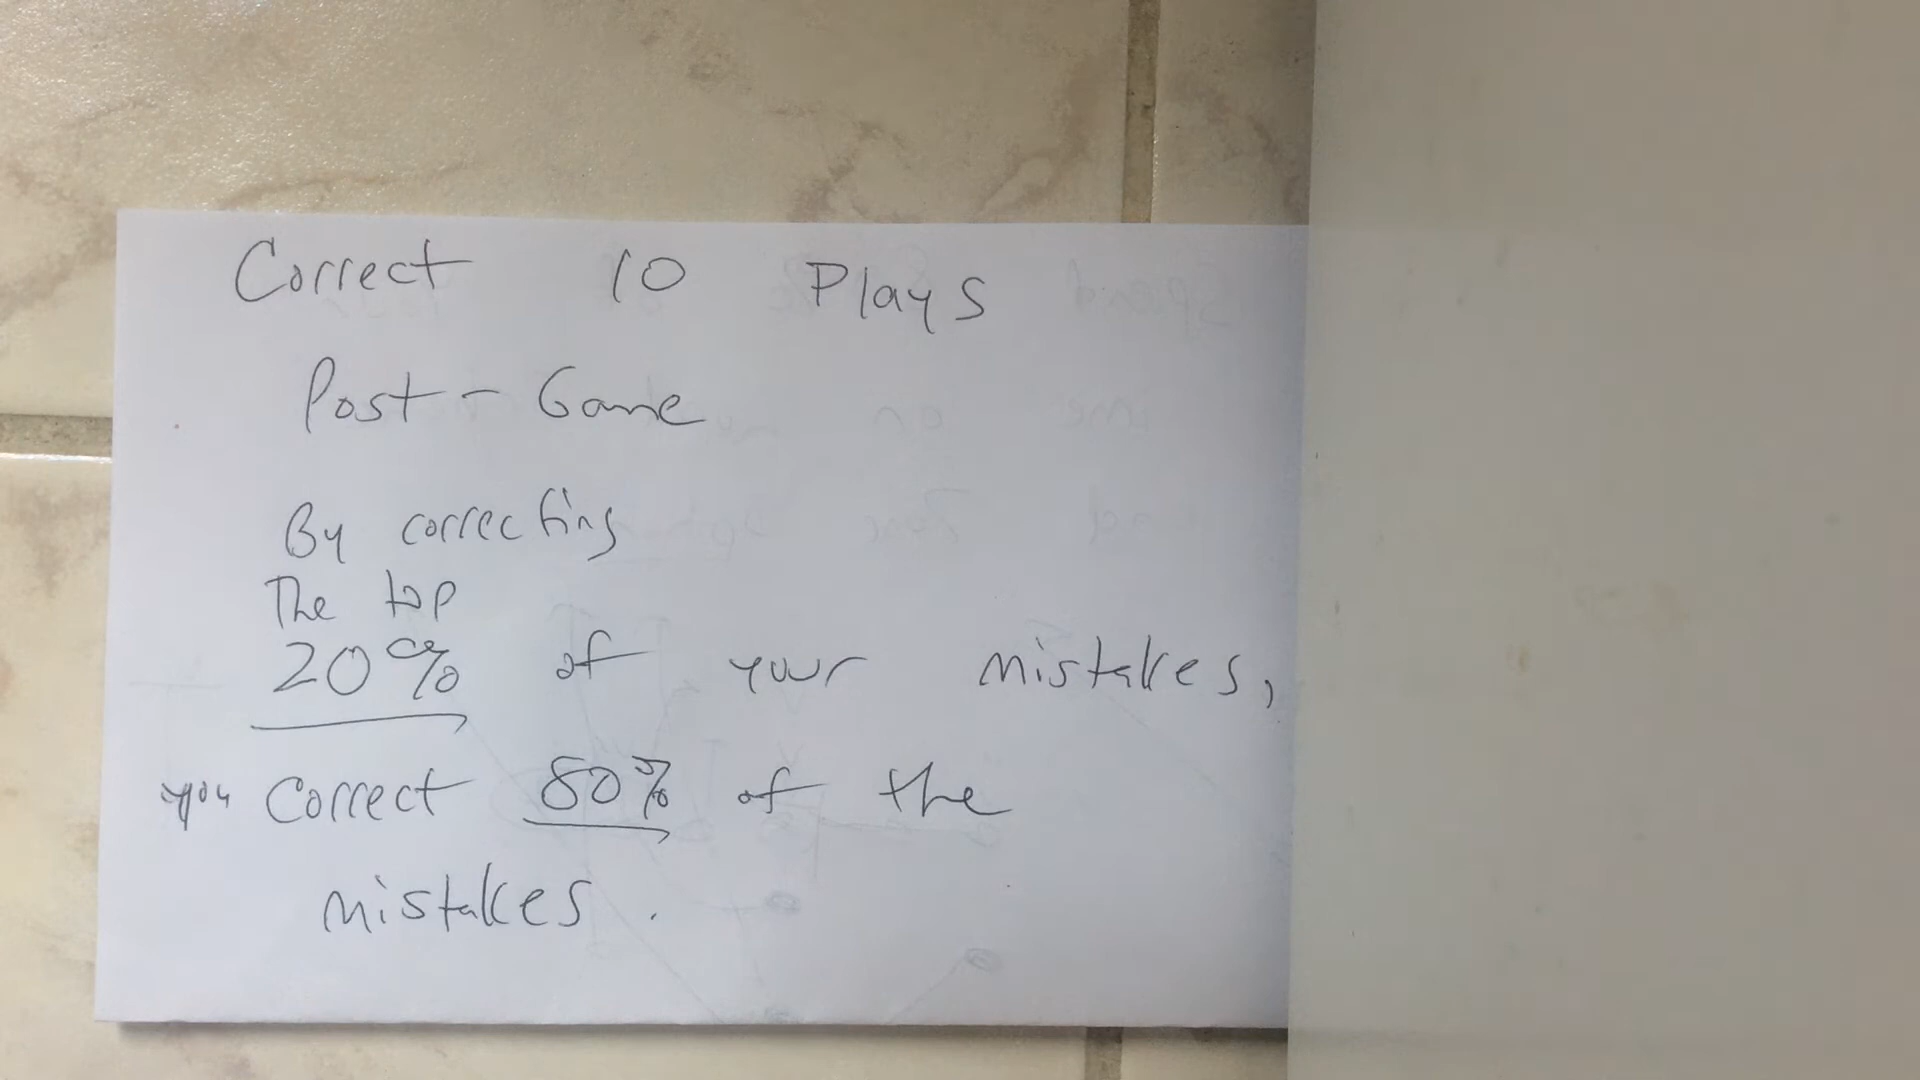 Correct 10 Plays
Post - Game
By correcting
The top
20% of your mistakes,
you Correct 80% of the
mistakes.